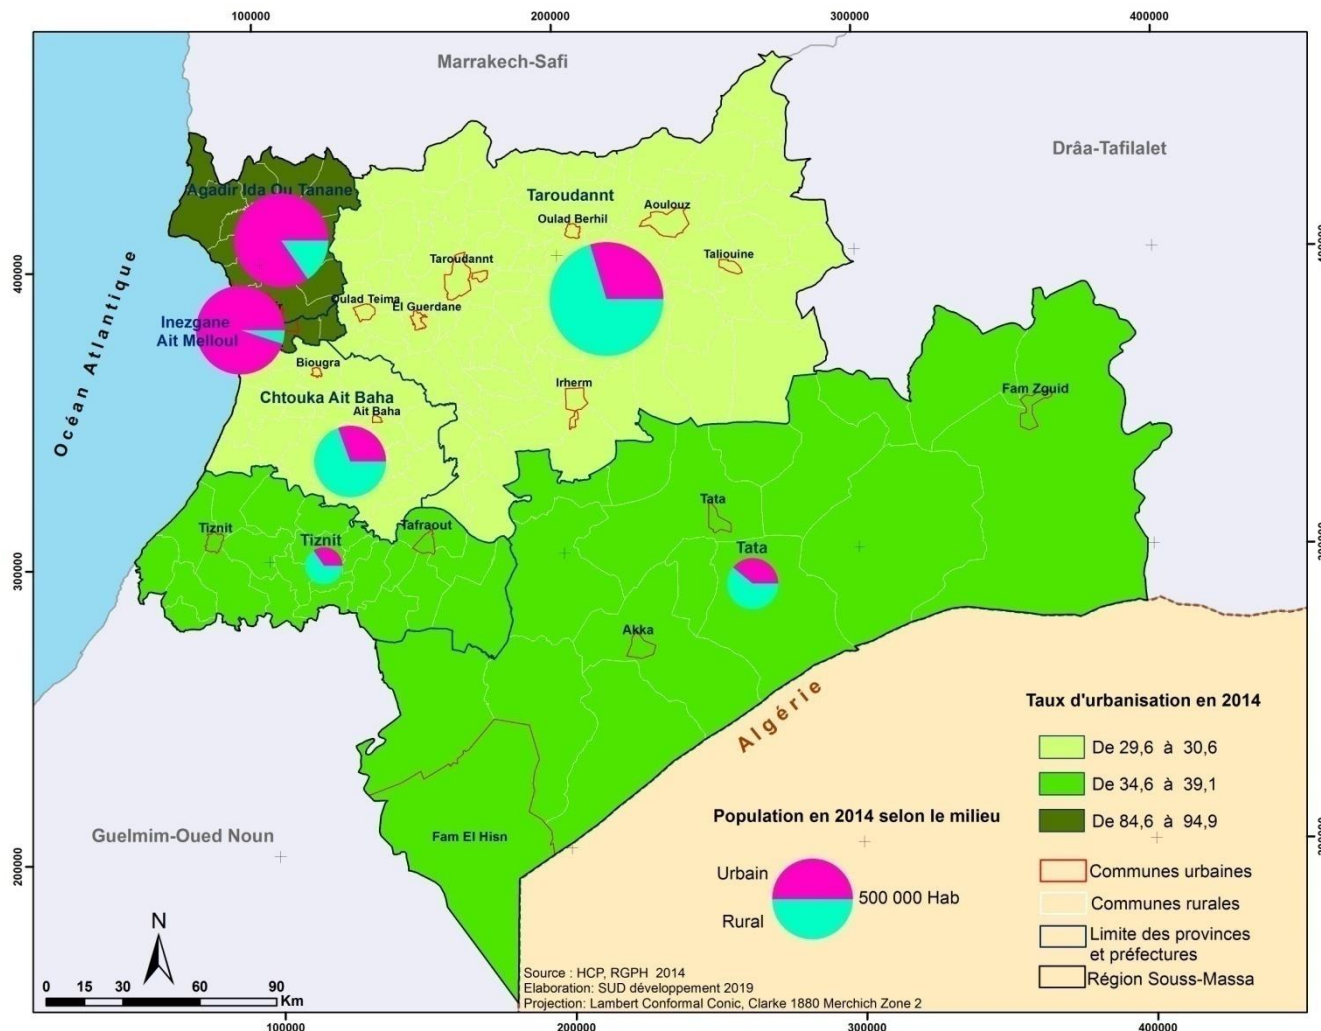 100000
200000
300000
400000
Marrakech-Safi
Drâa-Tafilalet
Agadir Ida Ou Tanane
Taroudannt
Aoulouz
Oulad Berhil
Taliouine
Taroudannt
Oulad Teima
El Guerdane
Inezgane
Ait Melloul
Biougra
Irherm
Chtouka Ait Baha
Ait Baha
Fam Zguid
Océan Atlantique
Tiznit
Tiznit
Tafraout
Tata
Tata
Akka
Algérie
Fam El Hisn
Guelmim-Oued Noun
400000
300000
200000
400000
300000
200000
Taux d'urbanisation en 2014
De 29,6 à 30,6
De 34,6 à 39,1
De 84,6 à 94,9
Population en 2014 selon le milieu
Urbain
Rural
500 000 Hab
Communes urbaines
Communes rurales
Limite des provinces
et préfectures
Région Souss-Massa
N
0 15 30 60 90
Km
Source : HCP, RGPH 2014
Elaboration: SUD développement 2019
Projection: Lambert Conformal Conic, Clarke 1880 Merchich Zone 2
100000
200000
300000
400000